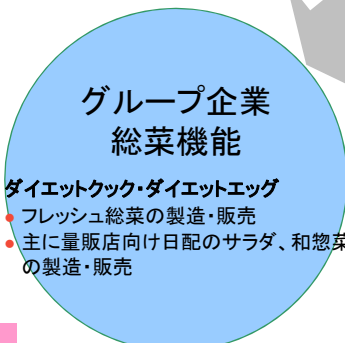 グループ企業
総菜機能
ダイエットクック・ダイエットエッグ
フレッシュ総菜の製造・販売
主に量販店向け日配のサラダ、和惣菜
の製造・販売